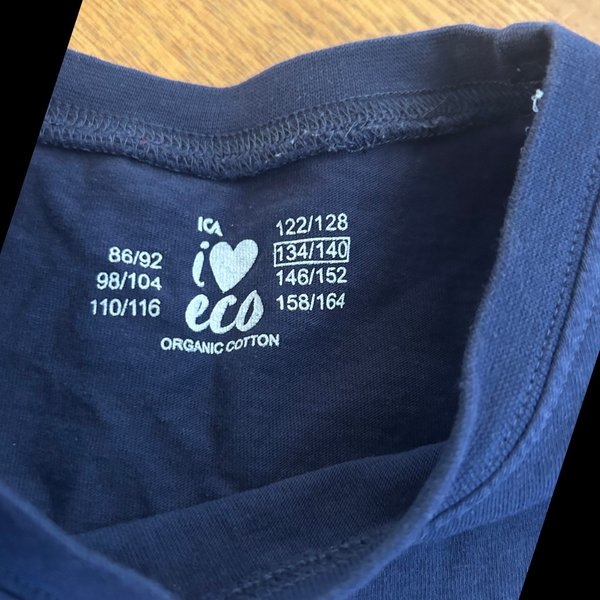 ICA
i♥
eco
ORGANIC COTTON
86/92
98/104
110/116
122/128
134/140
146/152
158/164